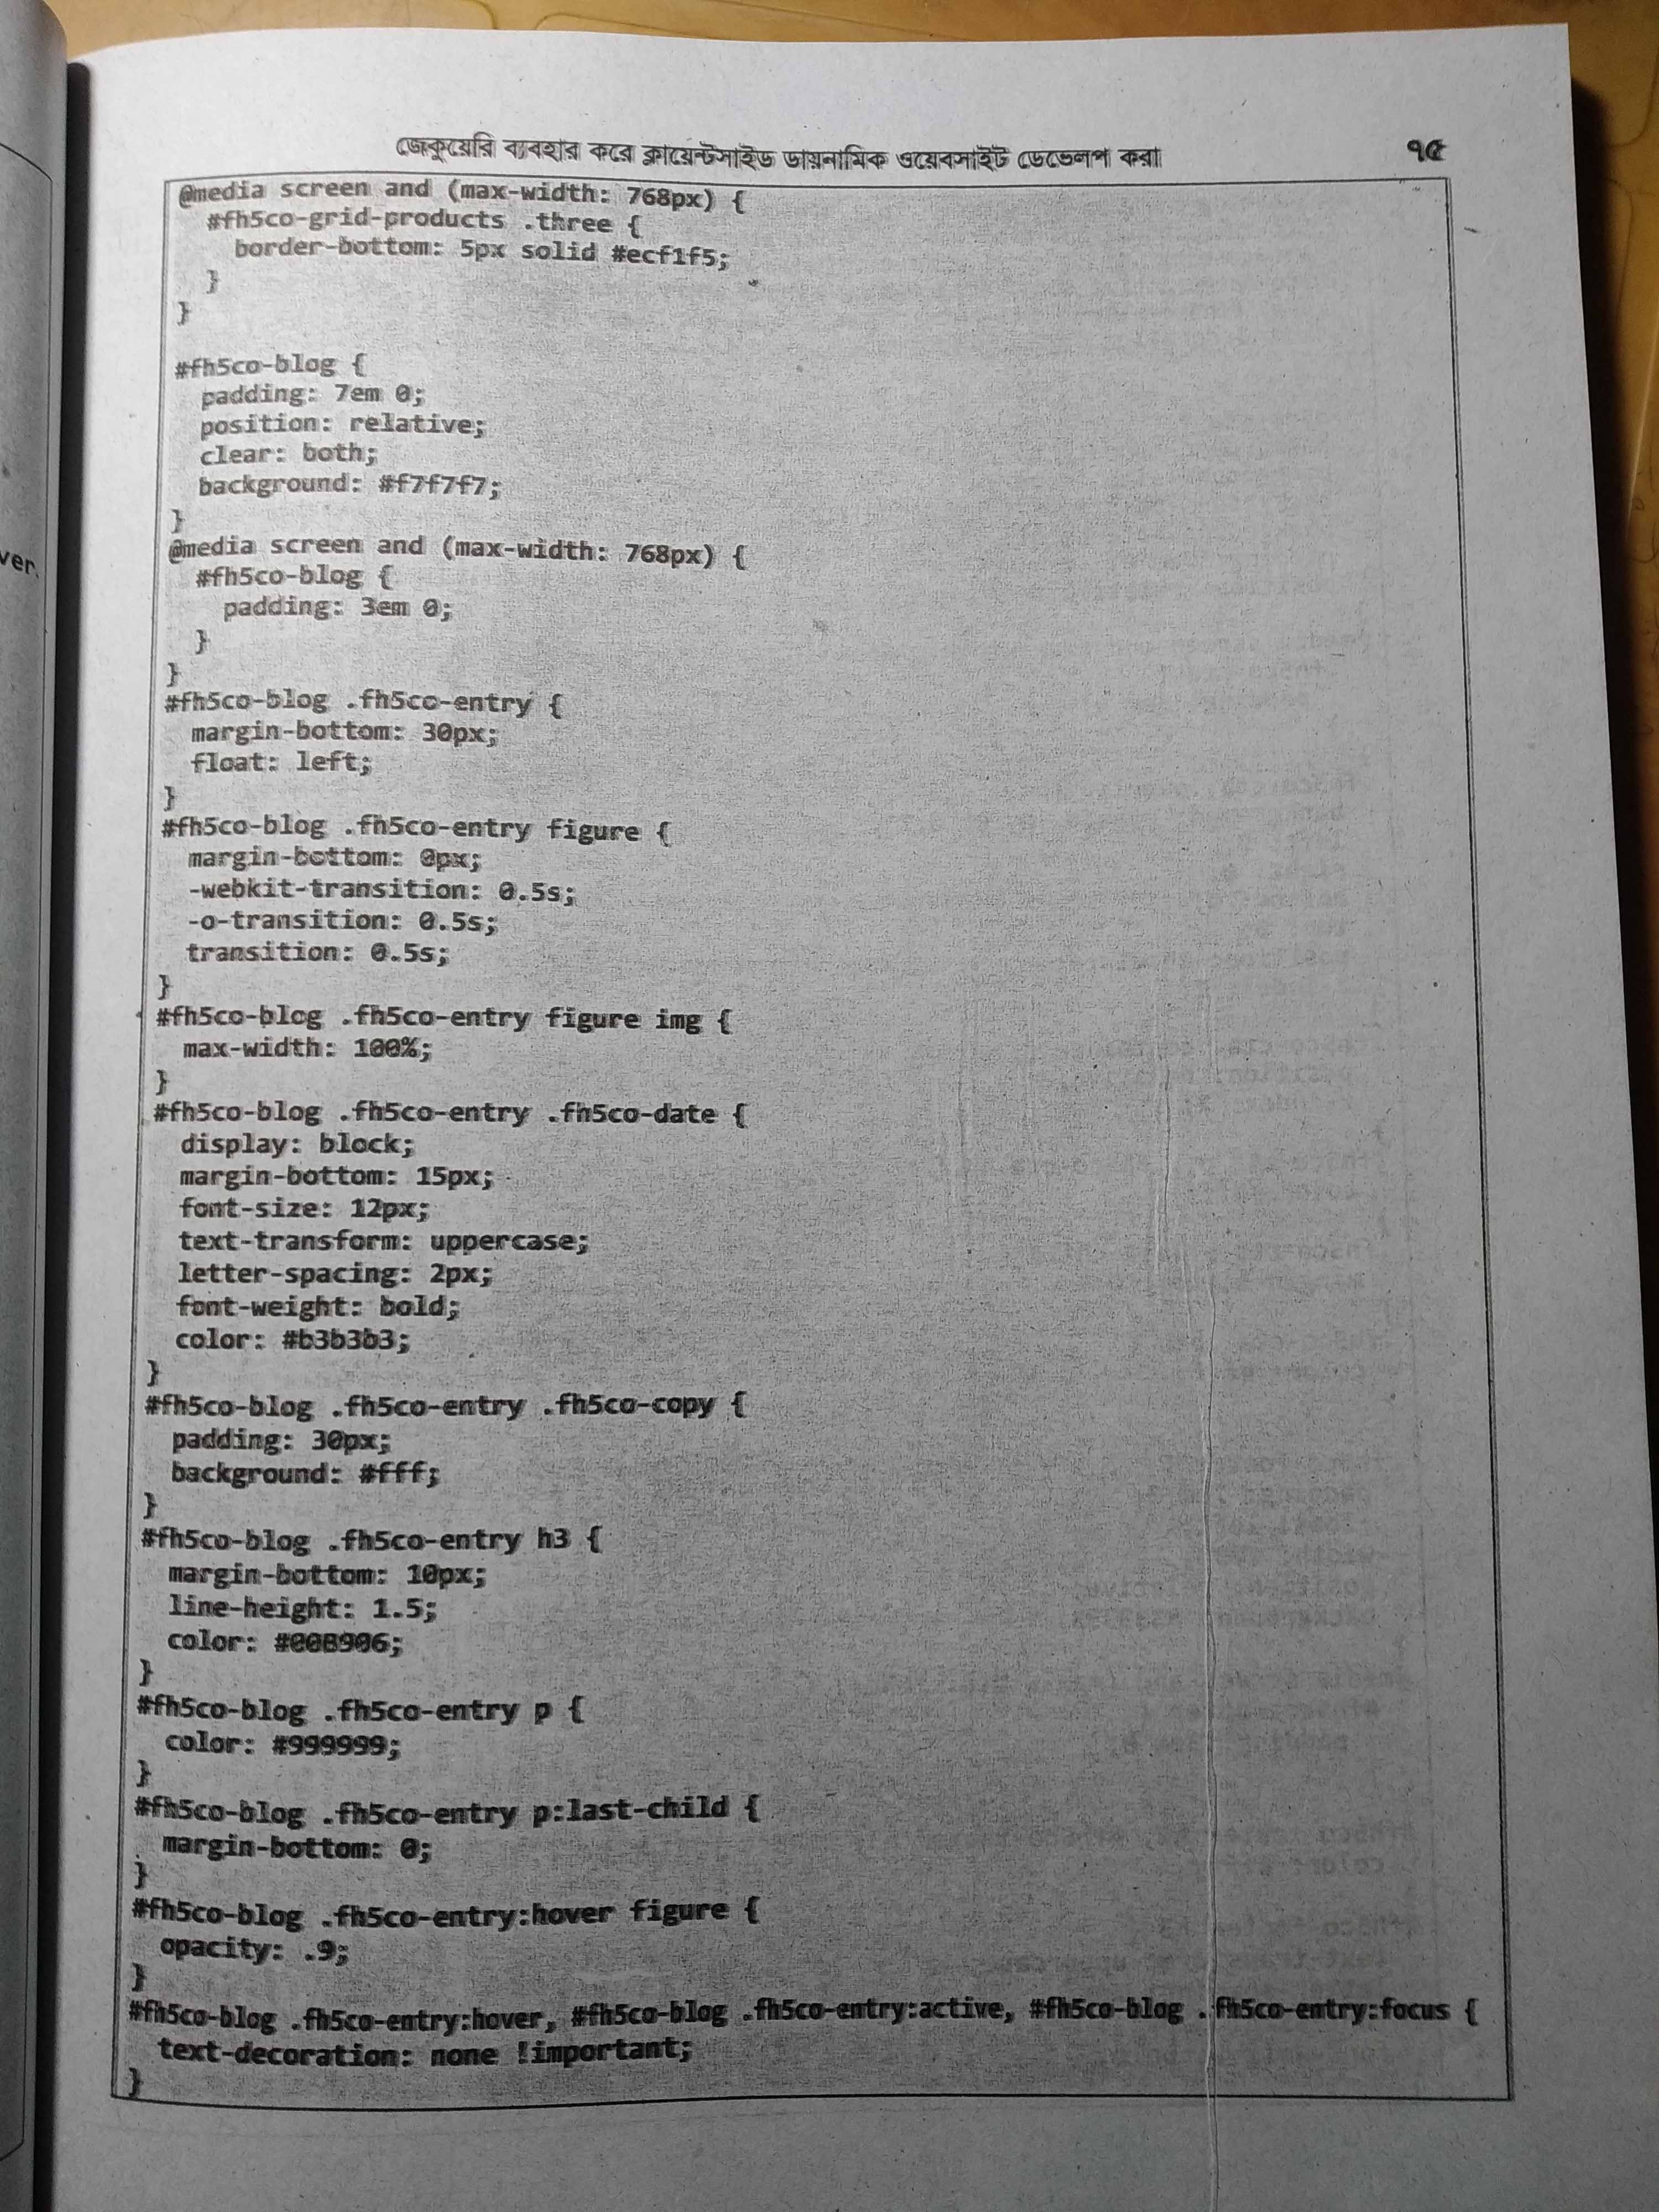 জেকুয়েরি ব্যবহার করে ক্লায়েন্টসাইড ডায়নামিক ওয়েবসাইট ডেভেলপ করা ৭৫
@media screen and (max-width: 768px) {
#fh5co-grid-products .three {
border-bottom: 5px solid #ecf1f5;
}
}
#fh5co-blog {
padding: 7em 0;
position: relative;
clear: both;
background: #f7f7f7;
}
@media screen and (max-width: 768px) {
#fh5co-blog {
padding: 3em 0;
}
}
#fh5co-blog .fh5co-entry {
margin-bottom: 30px;
float: left;
}
#fh5co-blog .fh5co-entry figure {
margin-bottom: 0px;
-webkit-transition: 0.5s;
-o-transition: 0.5s;
transition: 0.5s;
}
#fh5co-blog .fh5co-entry figure img {
max-width: 100%;
}
#fh5co-blog .fh5co-entry .fh5co-date {
display: block;
margin-bottom: 15px;
font-size: 12px;
text-transform: uppercase;
letter-spacing: 2px;
font-weight: bold;
color: #b3b3b3;
}
#fh5co-blog .fh5co-entry .fh5co-copy {
padding: 30px;
background: #fff;
}
#fh5co-blog .fh5co-entry h3 {
margin-bottom: 10px;
line-height: 1.5;
color: #00B906;
}
#fh5co-blog .fh5co-entry p {
color: #999999;
}
#fh5co-blog .fh5co-entry p:last-child {
margin-bottom: 0;
}
#fh5co-blog .fh5co-entry:hover figure {
opacity: .9;
}
#fh5co-blog .fh5co-entry:hover, #fh5co-blog .fh5co-entry:active, #fh5co-blog .fh5co-entry:focus {
text-decoration: none !important;
}